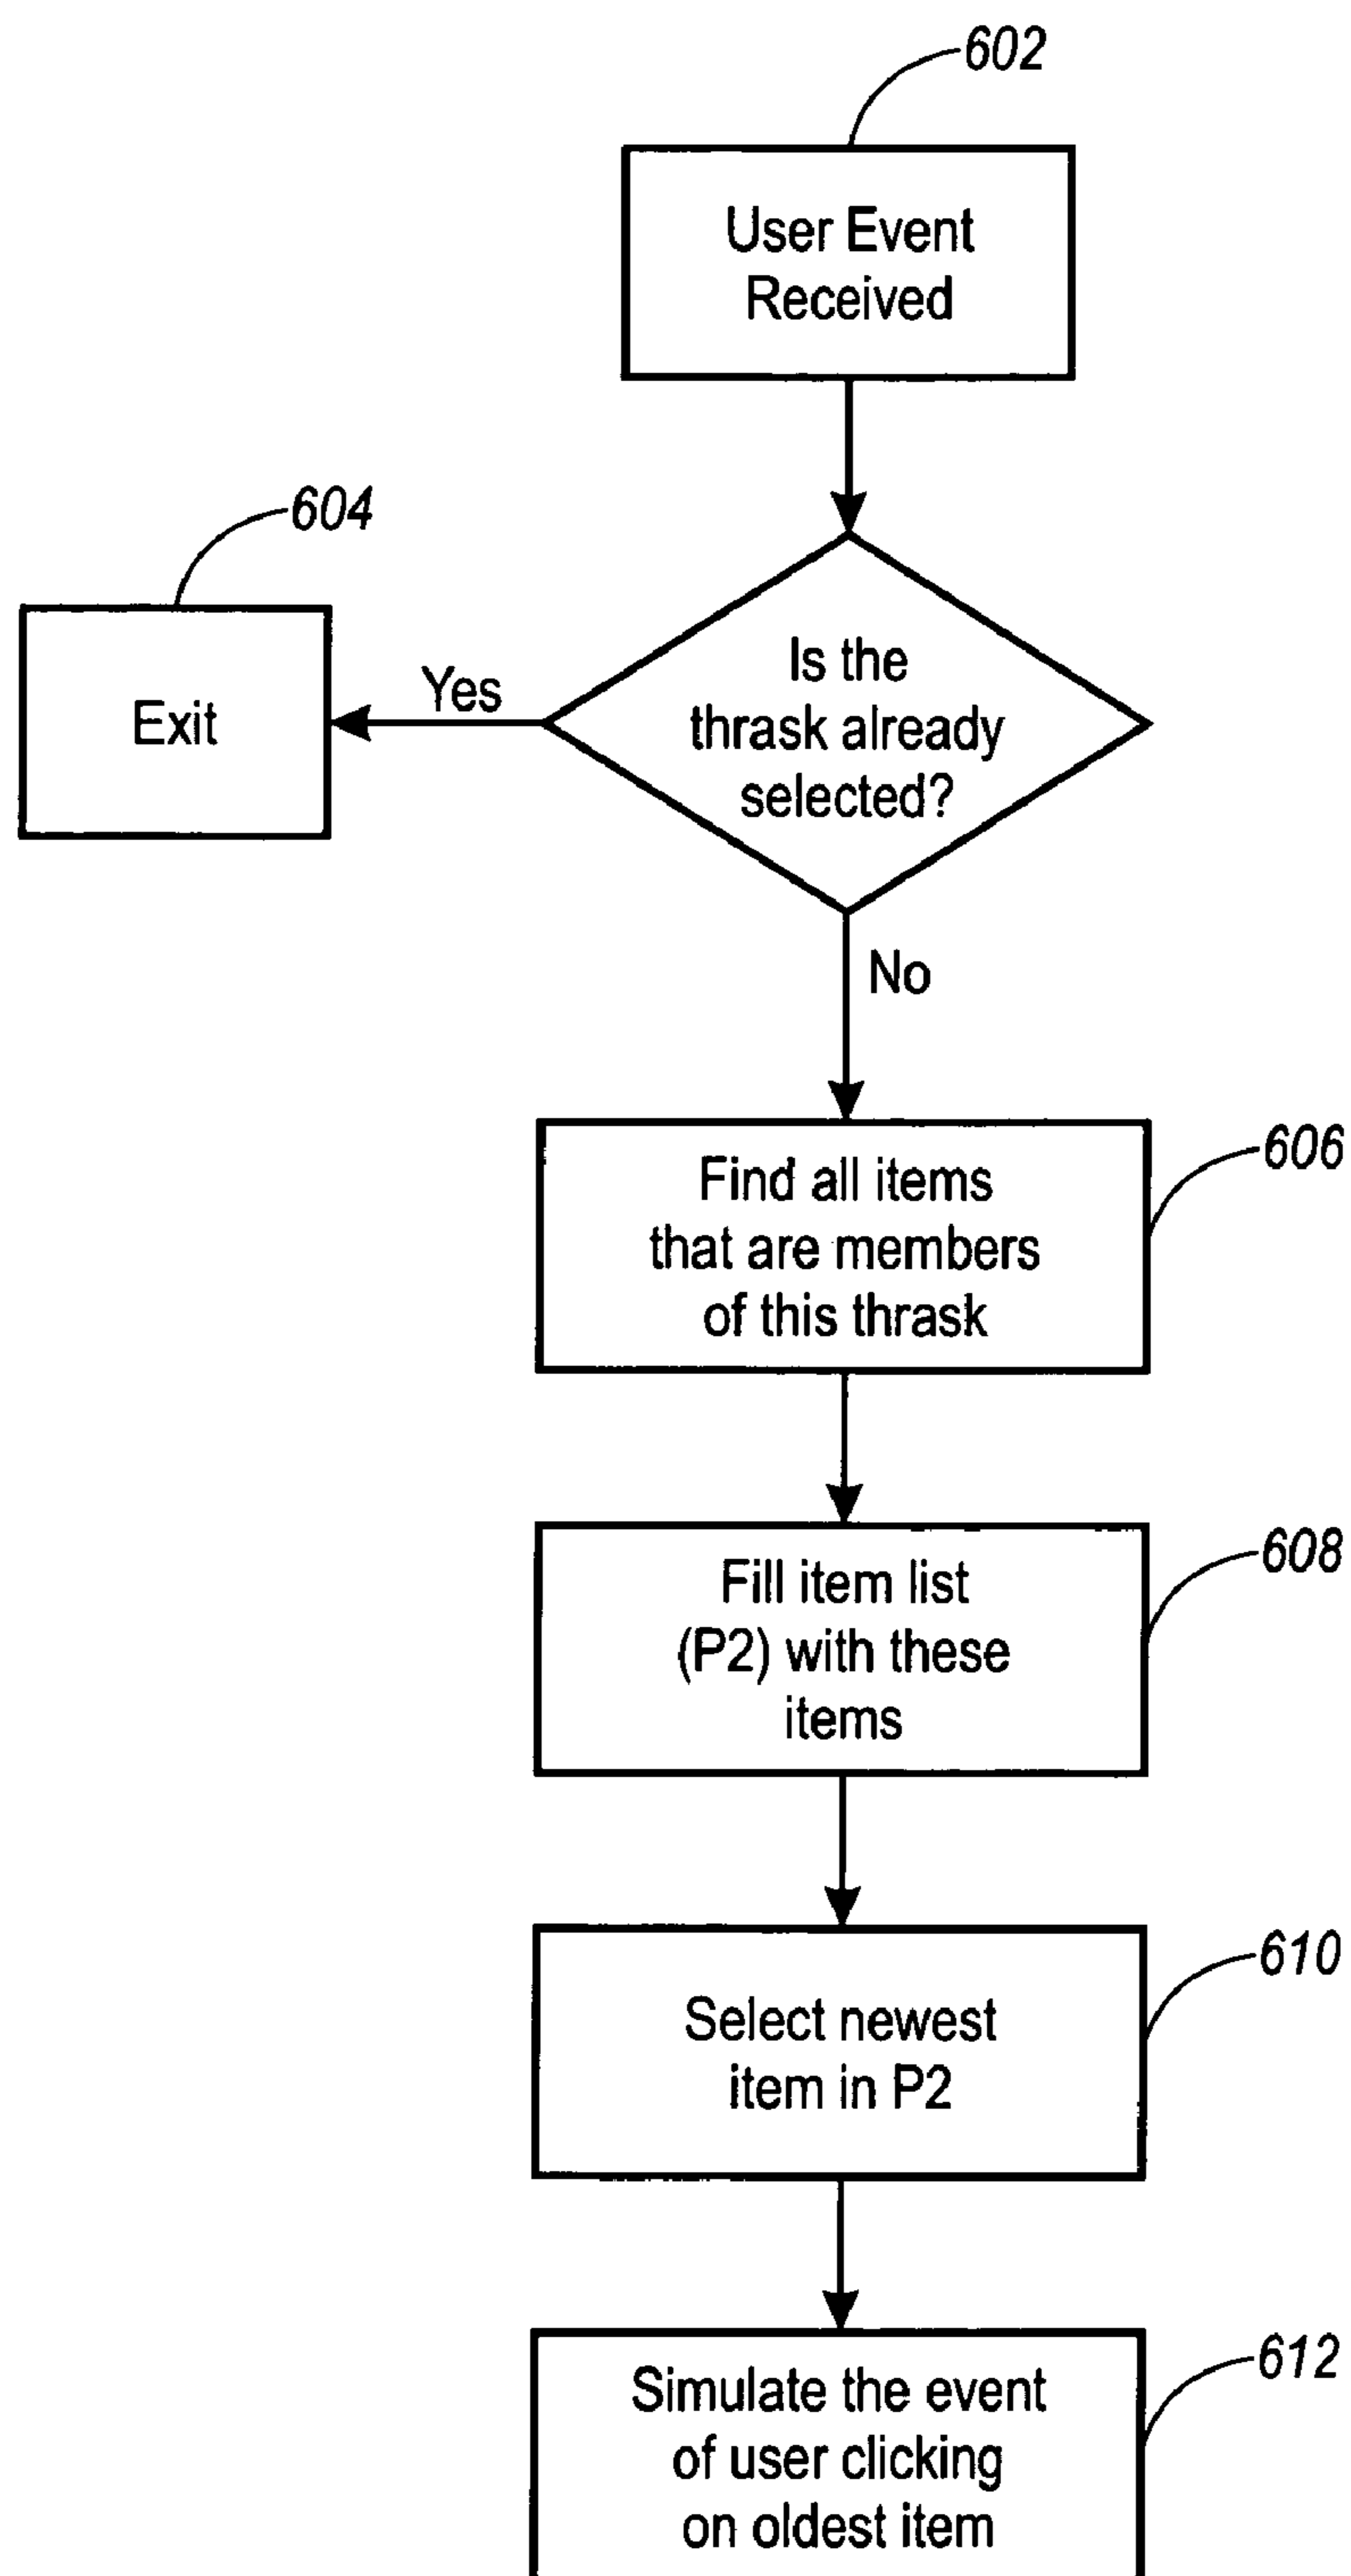 602
User Event
Received
604
Exit
Yes
Is the
thrask already
selected?
No
606
Find all items
that are members
of this thrask
608
Fill item list
(P2) with these
items
610
Select newest
item in P2
612
Simulate the event
of user clicking
on oldest item